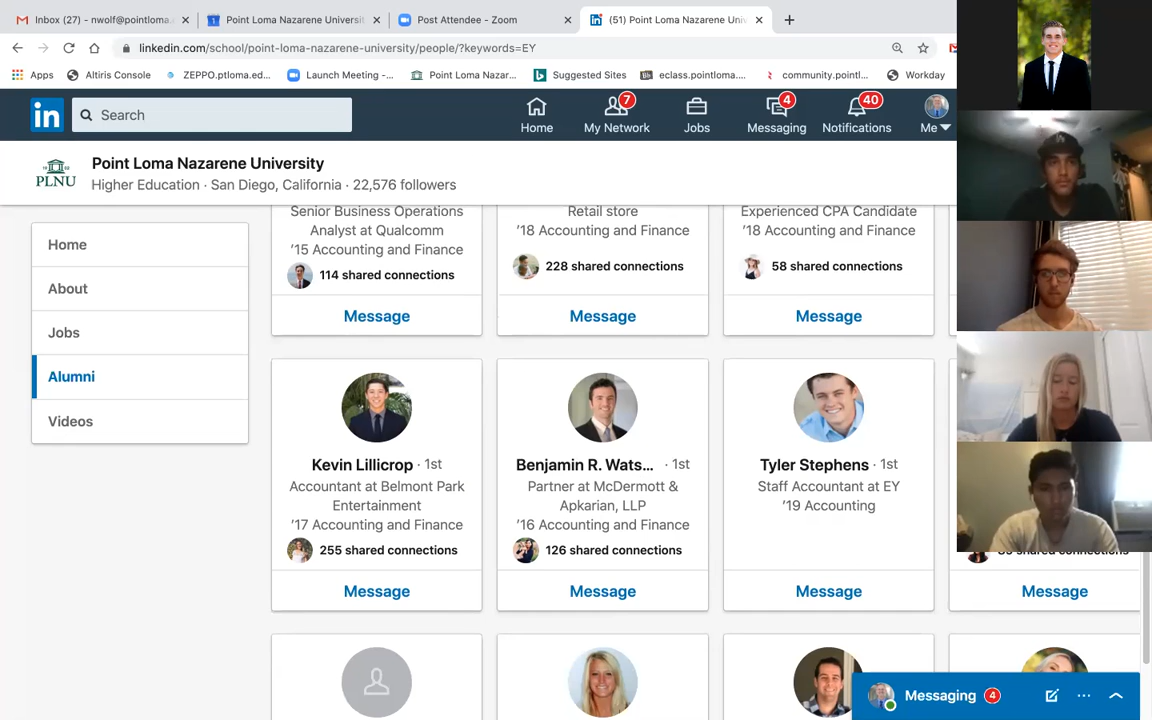 Inbox (27) - nwolf@pointloma.
Point Loma Nazarene Universit
Post Attendee - Zoom
(51) Point Loma Nazarene Univ
linkedin.com/school/point-loma-nazarene-university/people/?keywords=EY
Apps
Altiris Console
ZEPPO.ptloma.ed...
Launch Meeting -...
Point Loma Nazar...
Suggested Sites
eclass.pointloma....
community.pointl...
Workday
in
Search
Home
7
My Network
Jobs
4
Messaging
40
Notifications
Me
PLNU
Point Loma Nazarene University
Higher Education · San Diego, California · 22,576 followers
Home
About
Jobs
Alumni
Videos
Senior Business Operations
Analyst at Qualcomm
'15 Accounting and Finance
114 shared connections
Message
Retail store
'18 Accounting and Finance
228 shared connections
Message
Experienced CPA Candidate
'18 Accounting and Finance
58 shared connections
Message
Kevin Lillicrop · 1st
Accountant at Belmont Park
Entertainment
'17 Accounting and Finance
255 shared connections
Message
Benjamin R. Wats... · 1st
Partner at McDermott &
Apkarian, LLP
'16 Accounting and Finance
126 shared connections
Message
Tyler Stephens · 1st
Staff Accountant at EY
'19 Accounting
Message
shared connections
Message
Messaging 4